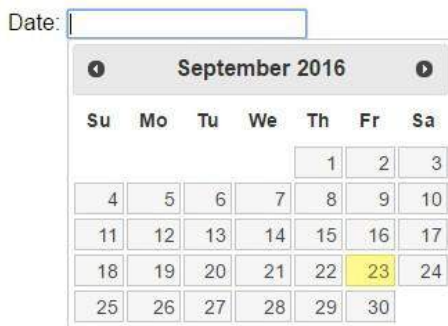 Date:
September 2016
Su Mo Tu We Th Fr Sa
1 2 3
4 5 6 7 8 9 10
11 12 13 14 15 16 17
18 19 20 21 22 23 24
25 26 27 28 29 30